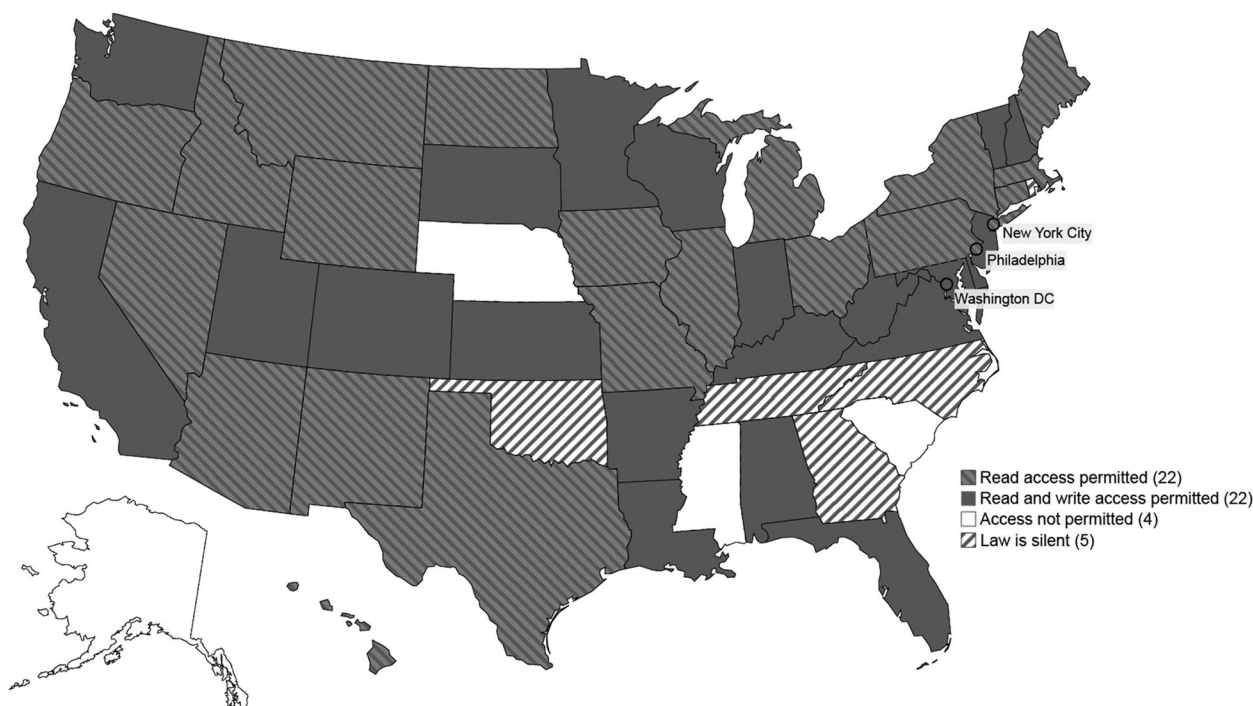 New York City
Philadelphia
Washington DC
Read access permitted (22)
Read and write access permitted (22)
Access not permitted (4)
Law is silent (5)